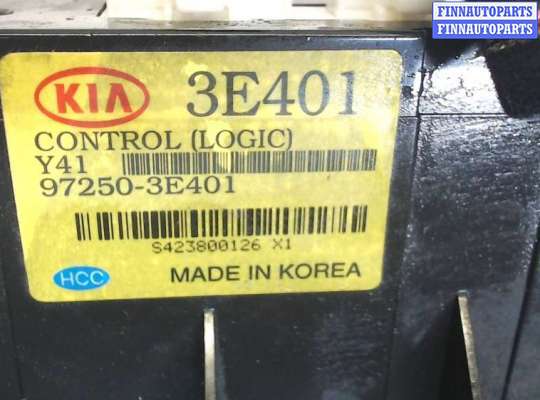 FINNAUTOPARTS
FINNAUTOPARTS
KIA 3E401
CONTROL (LOGIC)
Y41
97250-3E401
S423800126 X1
HCC MADE IN KOREA